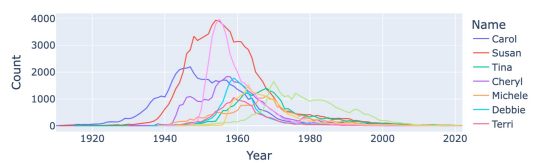 4000
3000
2000
1000
0
Count
1920
1940
1960
1980
2000
2020
Year
Name
Carol
Susan
Tina
Cheryl
Michele
Debbie
Terri